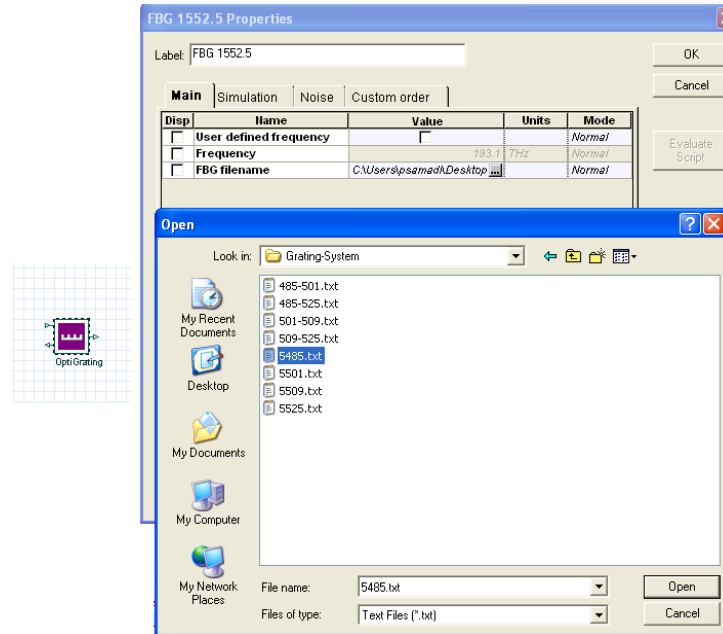 FBG 1552.5 Properties
Label: FBG 1552.5
OK
Cancel
Evaluate Script
Main Simulation Noise Custom order
Disp Name Value Units Mode
User defined frequency Normal
Frequency 193.1 THz Normal
FBG filename C:\Users\psamadi\Desktop ... Normal
OptiGrating
Open
Look in: Grating-System
My Recent Documents
Desktop
My Documents
My Computer
My Network Places
485-501.txt
485-525.txt
501-509.txt
509-525.txt
5485.txt
5501.txt
5509.txt
5525.txt
File name: 5485.txt Open
Files of type: Text Files (*.txt) Cancel